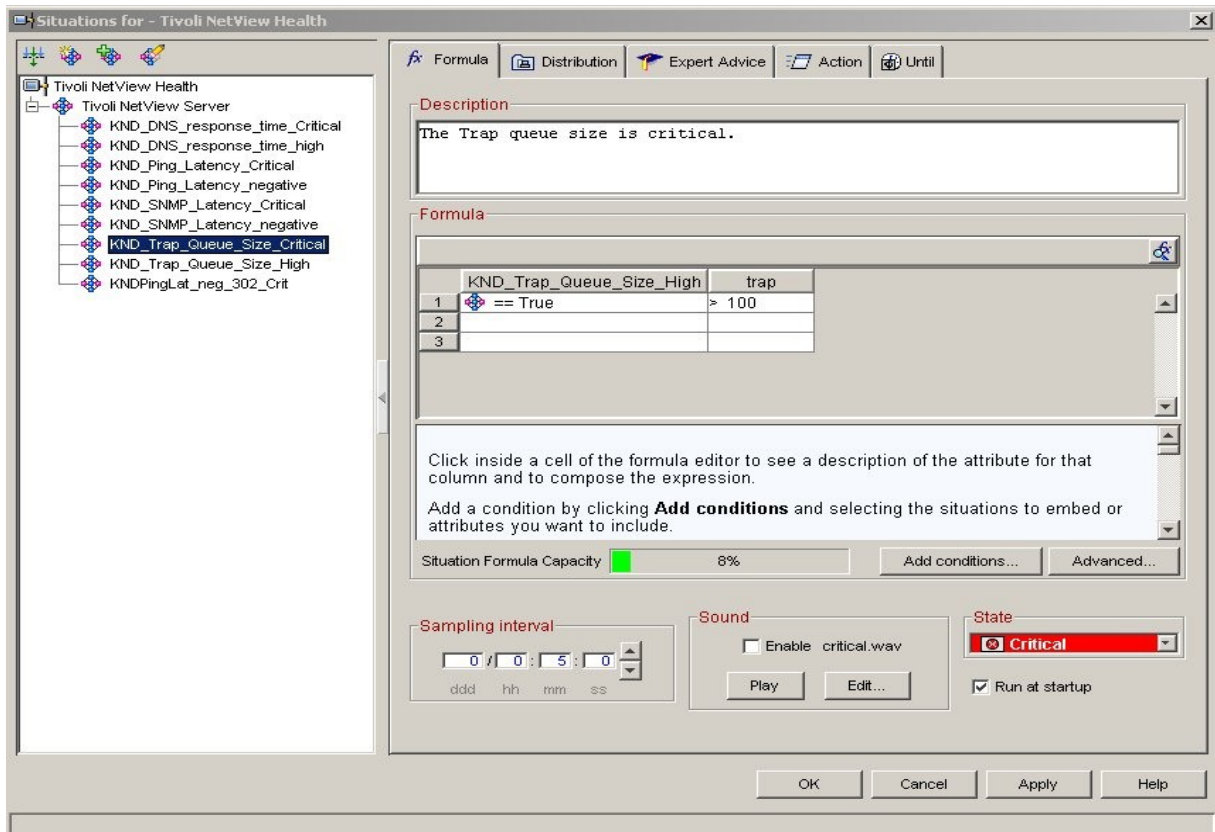 Situations for - Tivoli NetView Health
Tivoli NetView Health
Tivoli NetView Server
KND_DNS_response_time_Critical
KND_DNS_response_time_high
KND_Ping_Latency_Critical
KND_Ping_Latency_negative
KND_SNMP_Latency_Critical
KND_SNMP_Latency_negative
KND_Trap_Queue_Size_Critical
KND_Trap_Queue_Size_High
KNDPingLat_neg_302_Crit
fx Formula Distribution Expert Advice Action Until
Description
The Trap queue size is critical.
Formula
KND_Trap_Queue_Size_High trap
1 == True > 100
2
3
Click inside a cell of the formula editor to see a description of the attribute for that
column and to compose the expression.
Add a condition by clicking Add conditions and selecting the situations to embed or
attributes you want to include.
Situation Formula Capacity 8% Add conditions... Advanced...
Sampling interval
0 / 0 : 5 : 0
ddd hh mm ss
Sound
Enable critical.wav
Play Edit...
State
Critical
Run at startup
OK Cancel Apply Help